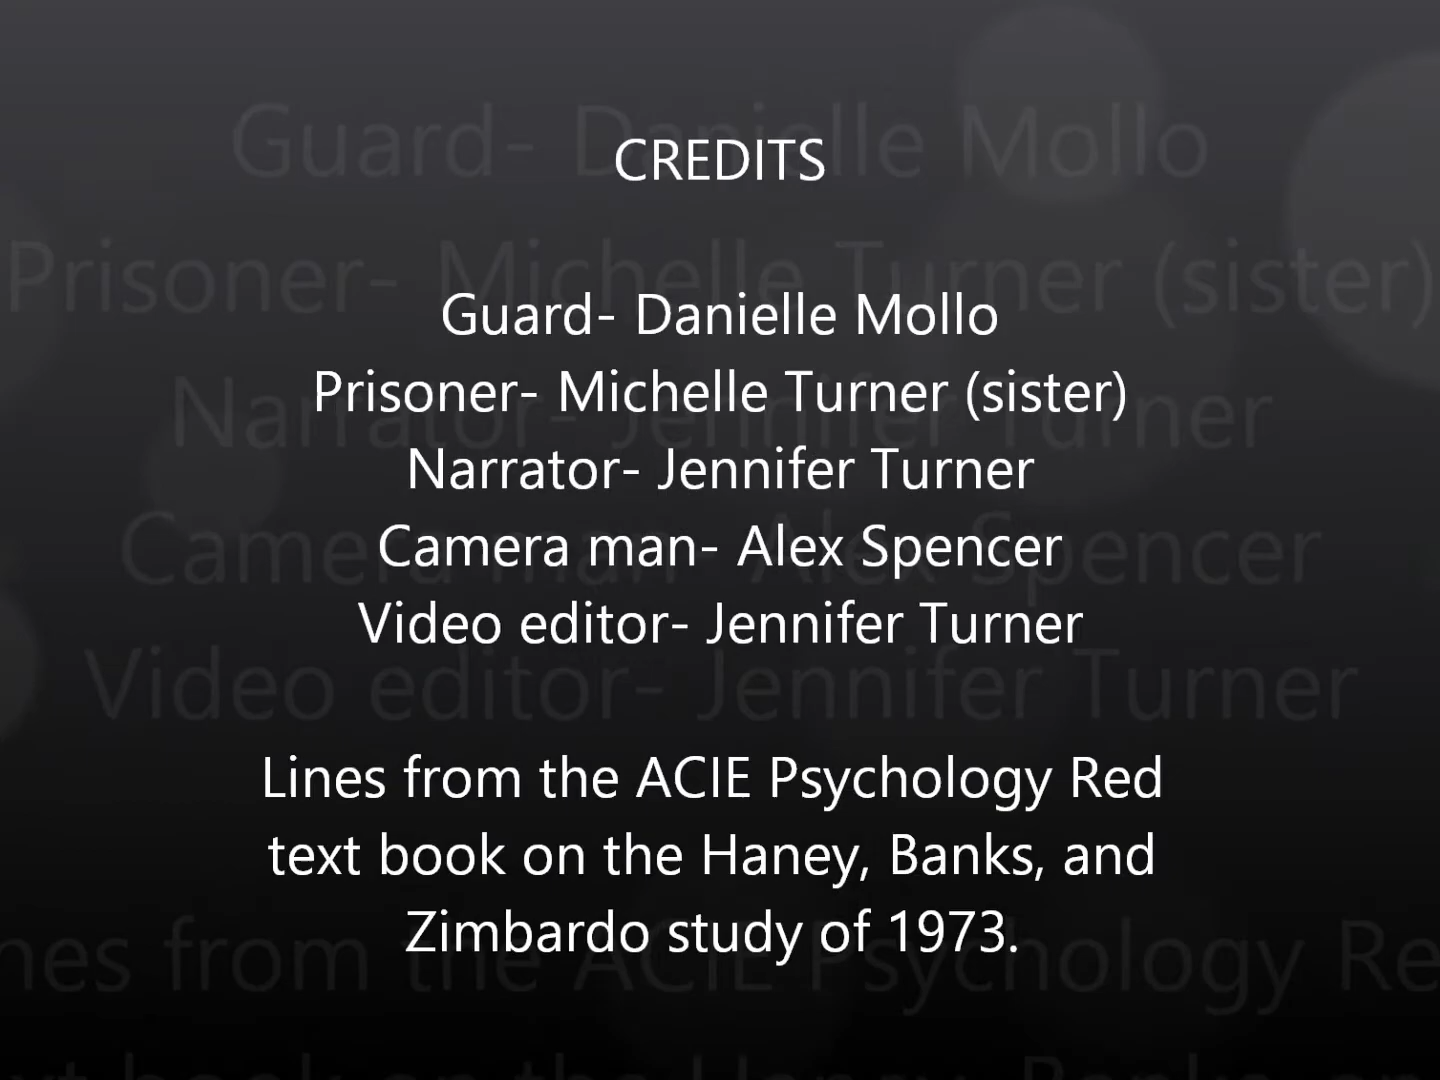 CREDITS
Guard- Danielle Mollo
Prisoner- Michelle Turner (sister)
Narrator- Jennifer Turner
Camera man- Alex Spencer
Video editor- Jennifer Turner
Lines from the ACIE Psychology Red
text book on the Haney, Banks, and
Zimbardo study of 1973.